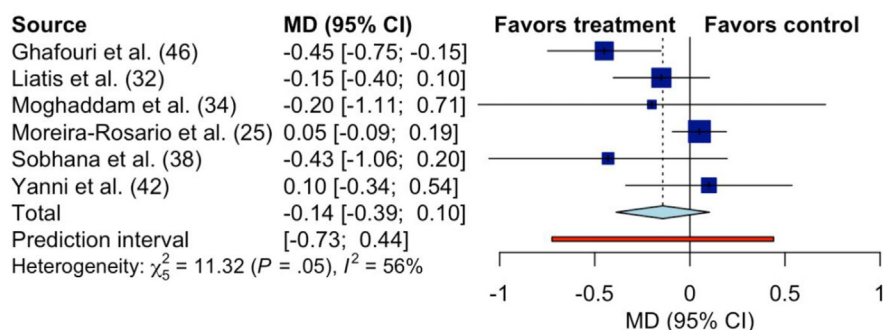 Source MD (95% CI) Favors treatment Favors control
Ghafouri et al. (46) -0.45 [-0.75; -0.15]
Liatis et al. (32) -0.15 [-0.40; 0.10]
Moghaddam et al. (34) -0.20 [-1.11; 0.71]
Moreira-Rosario et al. (25) 0.05 [-0.09; 0.19]
Sobhana et al. (38) -0.43 [-1.06; 0.20]
Yanni et al. (42) 0.10 [-0.34; 0.54]
Total -0.14 [-0.39; 0.10]
Prediction interval [-0.73; 0.44]
Heterogeneity: χ²₅ = 11.32 (P = .05), I² = 56%
-1 -0.5 0 0.5 1
MD (95% CI)